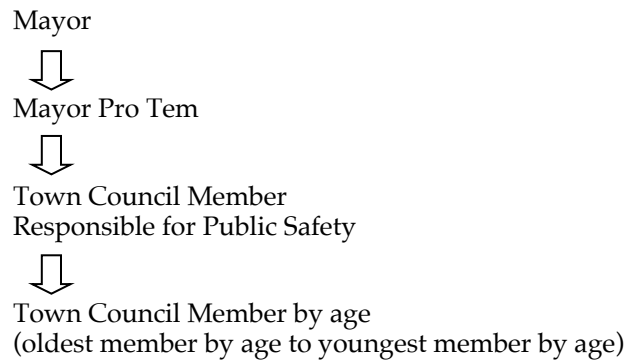 Mayor
Mayor Pro Tem
Town Council Member
Responsible for Public Safety
Town Council Member by age
(oldest member by age to youngest member by age)